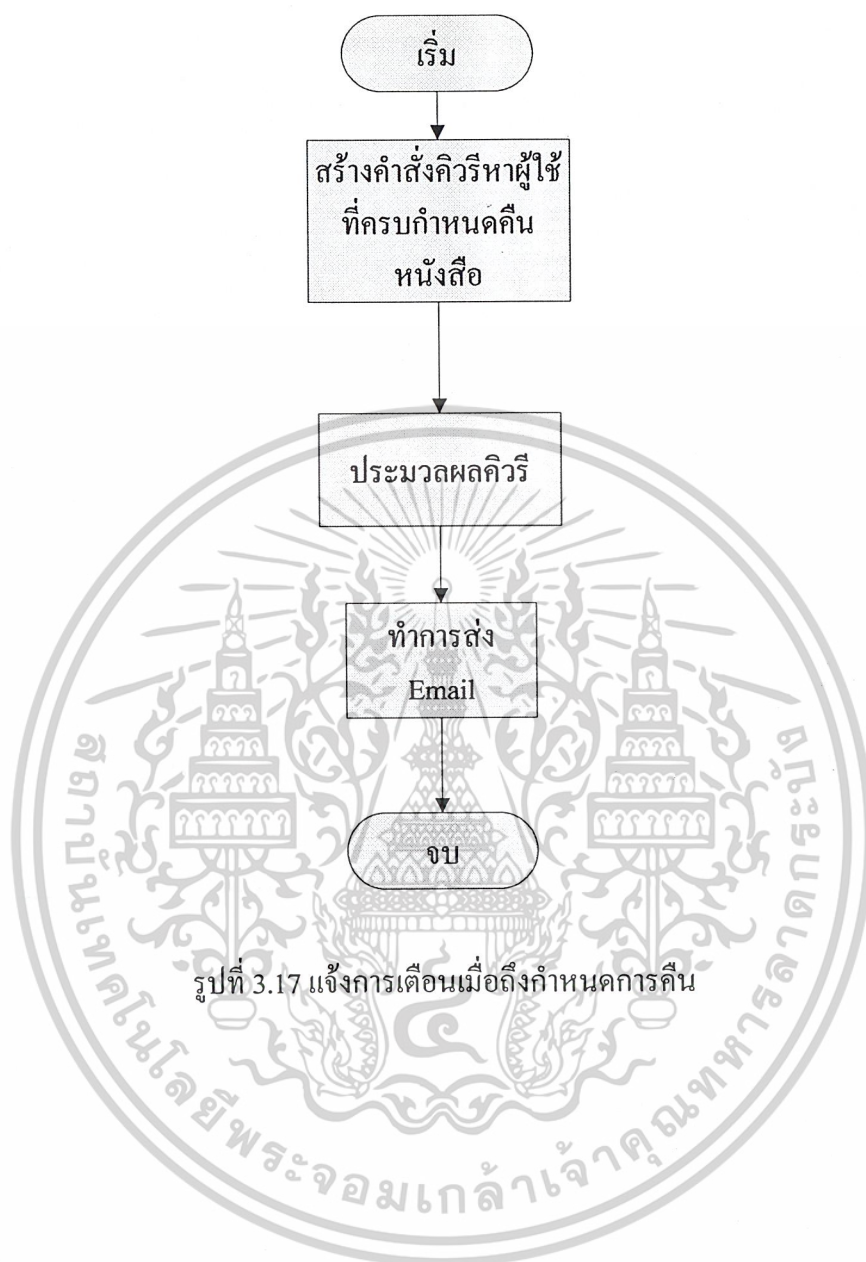 เริ่ม
สร้างคำสั่งคิวรีหาผู้ใช้
ที่ครบกำหนดคืน
หนังสือ
ประมวลผลคิวรี
ทำการส่ง
Email
จบ
รูปที่ 3.17 แจ้งการเตือนเมื่อถึงกำหนดการคืน
สถาบันเทคโนโลยีพระจอมเกล้าเจ้าคุณทหารลาดกระบัง